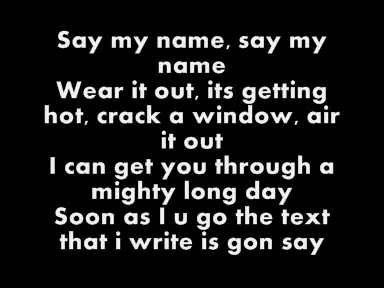 Say my name, say my
name
Wear it out, its getting
hot, crack a window, air
it out
I can get you through a
mighty long day
Soon as I u go the text
that i write is gon say